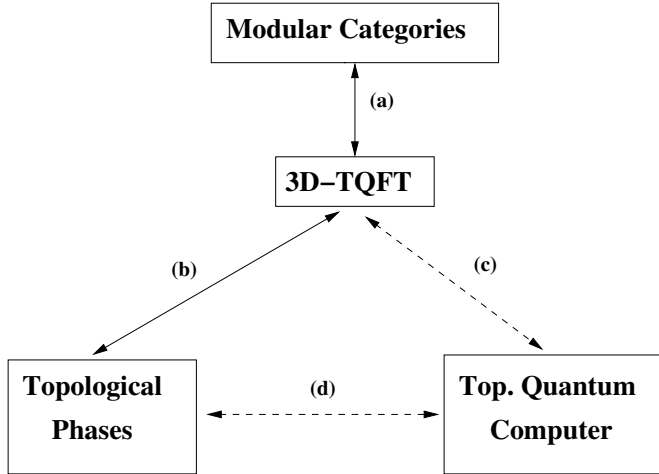 Modular Categories
(a)
3D–TQFT
(b)
(c)
Topological
Phases
(d)
Top. Quantum
Computer